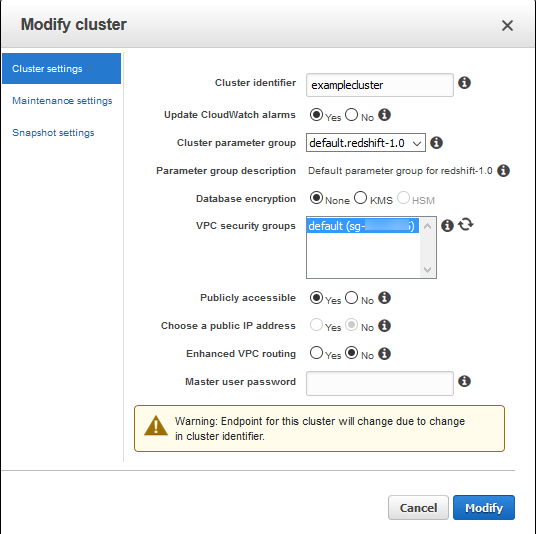 Modify cluster
Cluster settings
Maintenance settings
Snapshot settings
Cluster identifier examplecluster
Update CloudWatch alarms Yes No
Cluster parameter group default.redshift-1.0
Parameter group description Default parameter group for redshift-1.0
Database encryption None KMS HSM
VPC security groups default (sg- 6)
Publicly accessible Yes No
Choose a public IP address Yes No
Enhanced VPC routing Yes No
Master user password
Warning: Endpoint for this cluster will change due to change
in cluster identifier.
Cancel Modify